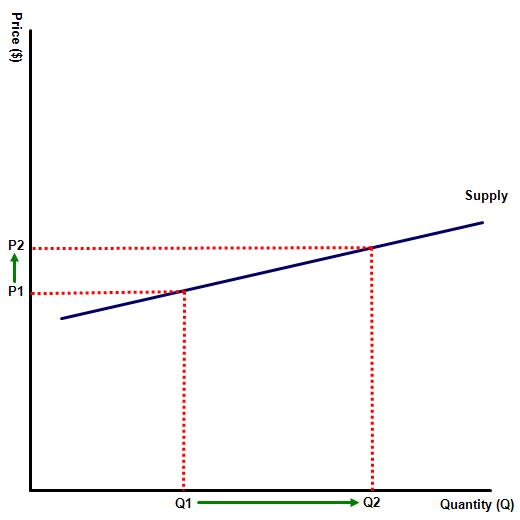 Price ($)
Supply
P2
P1
Q1
Q2
Quantity (Q)